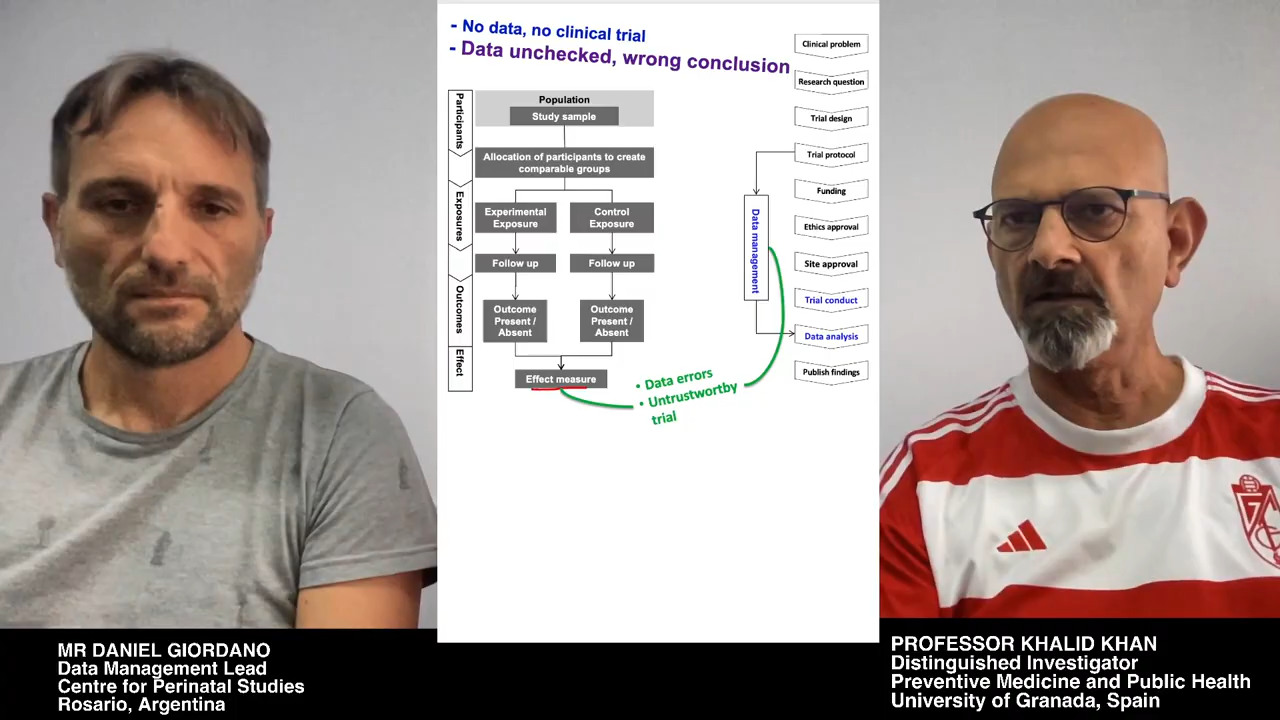 - No data, no clinical trial
- Data unchecked, wrong conclusion
Participants
Exposures
Outcomes
Effect
Population
Study sample
Allocation of participants to create
comparable groups
Experimental
Exposure
Control
Exposure
Follow up
Follow up
Outcome
Present /
Absent
Outcome
Present /
Absent
Effect measure
• Data errors
• Untrustworthy
trial
Data management
Clinical problem
Research question
Trial design
Trial protocol
Funding
Ethics approval
Site approval
Trial conduct
Data analysis
Publish findings
MR DANIEL GIORDANO
Data Management Lead
Centre for Perinatal Studies
Rosario, Argentina
PROFESSOR KHALID KHAN
Distinguished Investigator
Preventive Medicine and Public Health
University of Granada, Spain